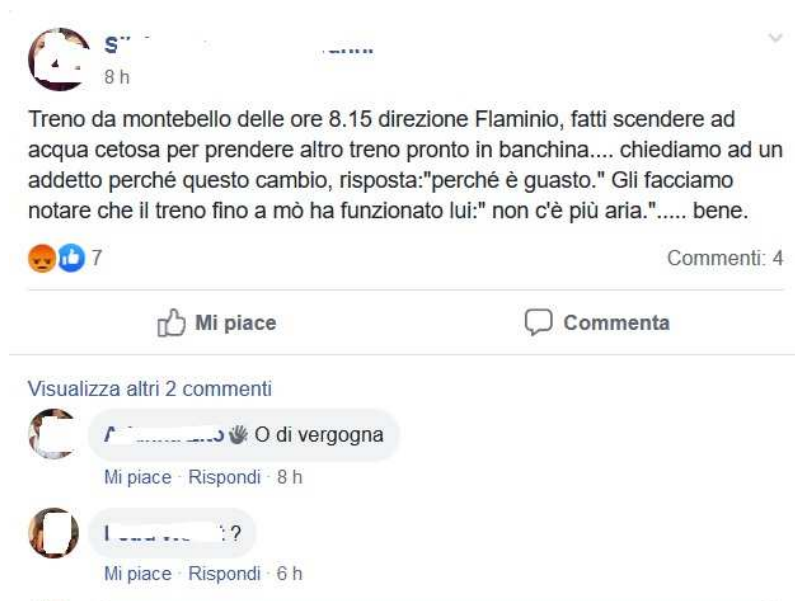 8 h
Treno da montebello delle ore 8.15 direzione Flaminio, fatti scendere ad
acqua cetosa per prendere altro treno pronto in banchina.... chiediamo ad un
addetto perché questo cambio, risposta:"perché è guasto." Gli facciamo
notare che il treno fino a mò ha funzionato lui:" non c'è più aria."..... bene.
7
Commenti: 4
Mi piace
Commenta
Visualizza altri 2 commenti
O di vergogna
Mi piace · Rispondi · 8 h
?
Mi piace · Rispondi · 6 h